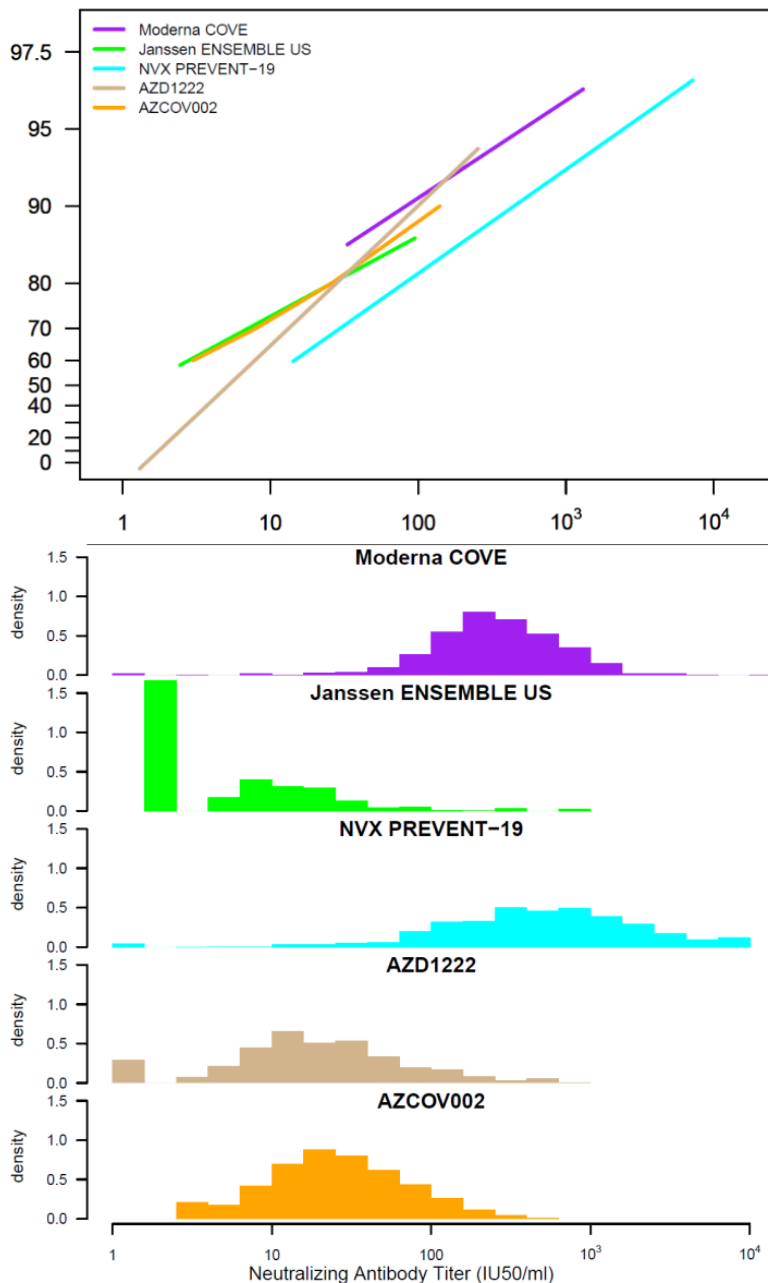 Moderna COVE
Janssen ENSEMBLE US
NVX PREVENT−19
AZD1222
AZCOV002
97.5
95
90
80
70
60
50
40
20
0
1 10 100 10³ 10⁴
Moderna COVE
density
1.5
1.0
0.5
0.0
Janssen ENSEMBLE US
density
1.5
1.0
0.5
0.0
NVX PREVENT−19
density
1.5
1.0
0.5
0.0
AZD1222
density
1.5
1.0
0.5
0.0
AZCOV002
density
1.5
1.0
0.5
0.0
1 10 100 10³ 10⁴
Neutralizing Antibody Titer (IU50/ml)